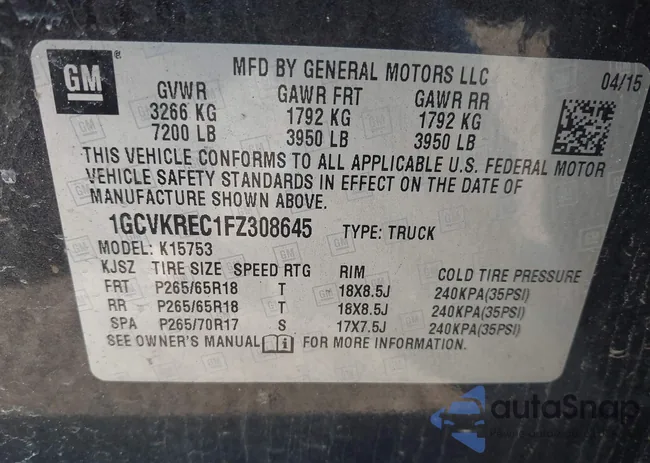 GM ®
MFD BY GENERAL MOTORS LLC
04/15
GVWR GAWR FRT GAWR RR
3266 KG 1792 KG 1792 KG
7200 LB 3950 LB 3950 LB
THIS VEHICLE CONFORMS TO ALL APPLICABLE U.S. FEDERAL MOTOR
VEHICLE SAFETY STANDARDS IN EFFECT ON THE DATE OF
MANUFACTURE SHOWN ABOVE.
1GCVKREC1FZ308645 TYPE: TRUCK
MODEL: K15753
KJSZ TIRE SIZE SPEED RTG RIM COLD TIRE PRESSURE
FRT P265/65R18 T 18X8.5J 240KPA(35PSI)
RR P265/65R18 T 18X8.5J 240KPA(35PSI)
SPA P265/70R17 S 17X7.5J 240KPA(35PSI)
SEE OWNER'S MANUAL i FOR MORE INFORMATION.
autoSnap